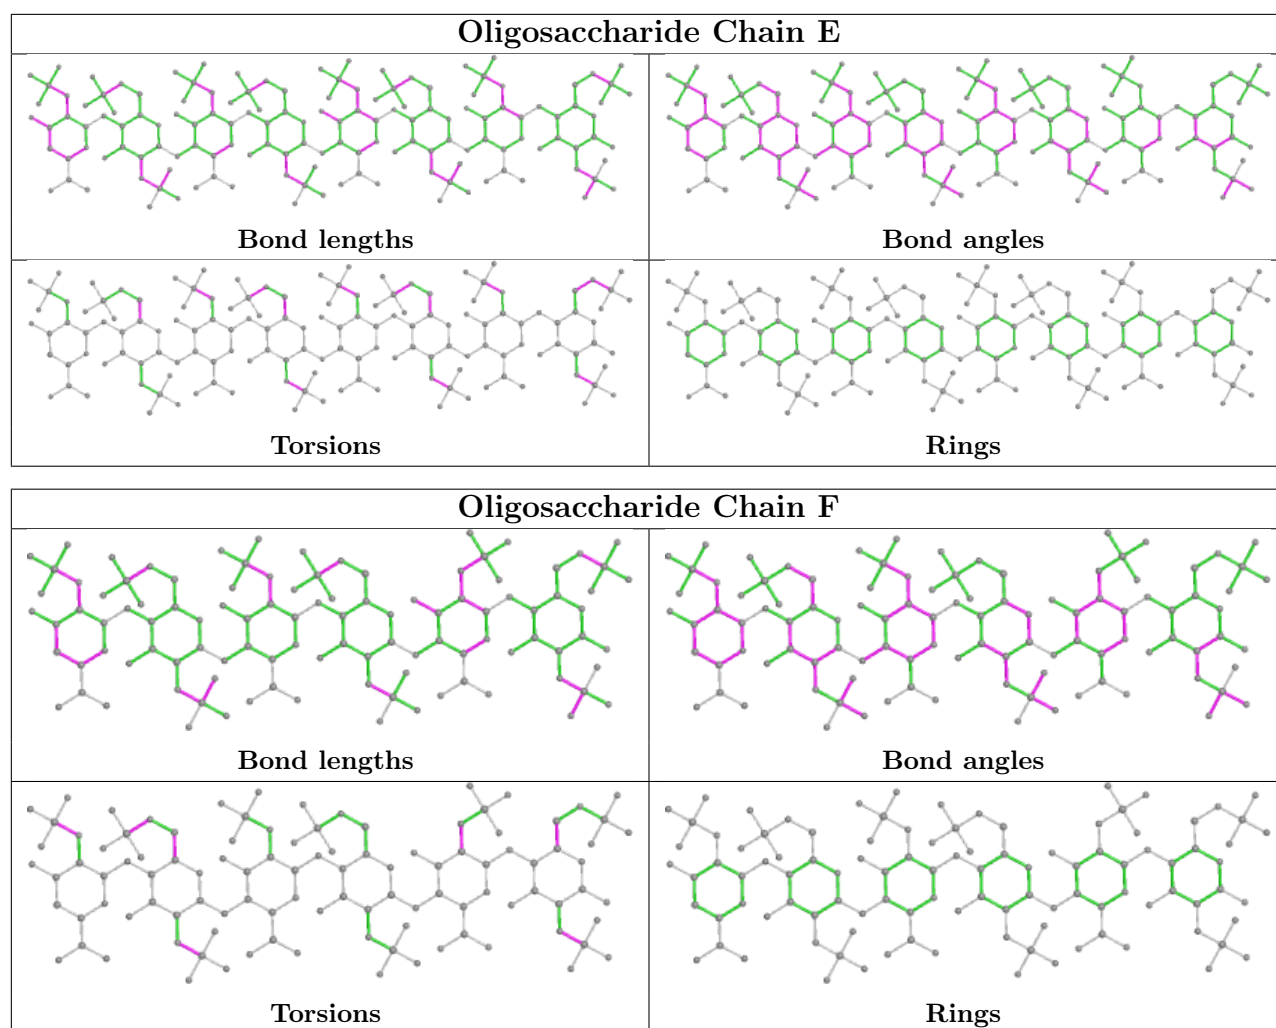 Oligosaccharide Chain E
Bond lengths
Bond angles
Torsions
Rings
Oligosaccharide Chain F
Bond lengths
Bond angles
Torsions
Rings